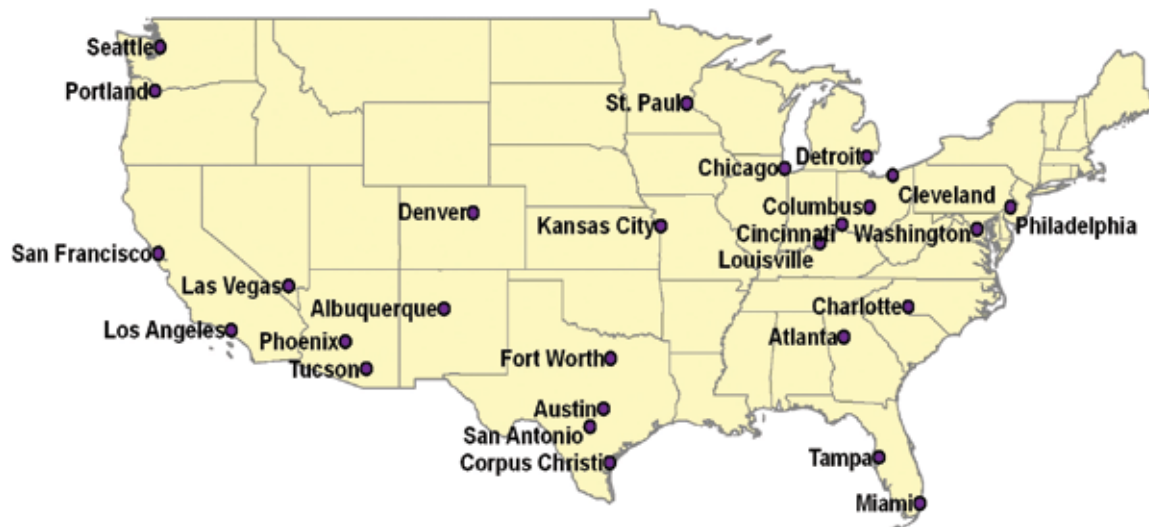 Seattle
Portland
St. Paul
Chicago
Detroit
Cleveland
Denver
Kansas City
Columbus
Cincinnati
Washington
Philadelphia
San Francisco
Louisville
Las Vegas
Albuquerque
Charlotte
Los Angeles
Phoenix
Atlanta
Tucson
Fort Worth
Austin
San Antonio
Corpus Christi
Tampa
Miami